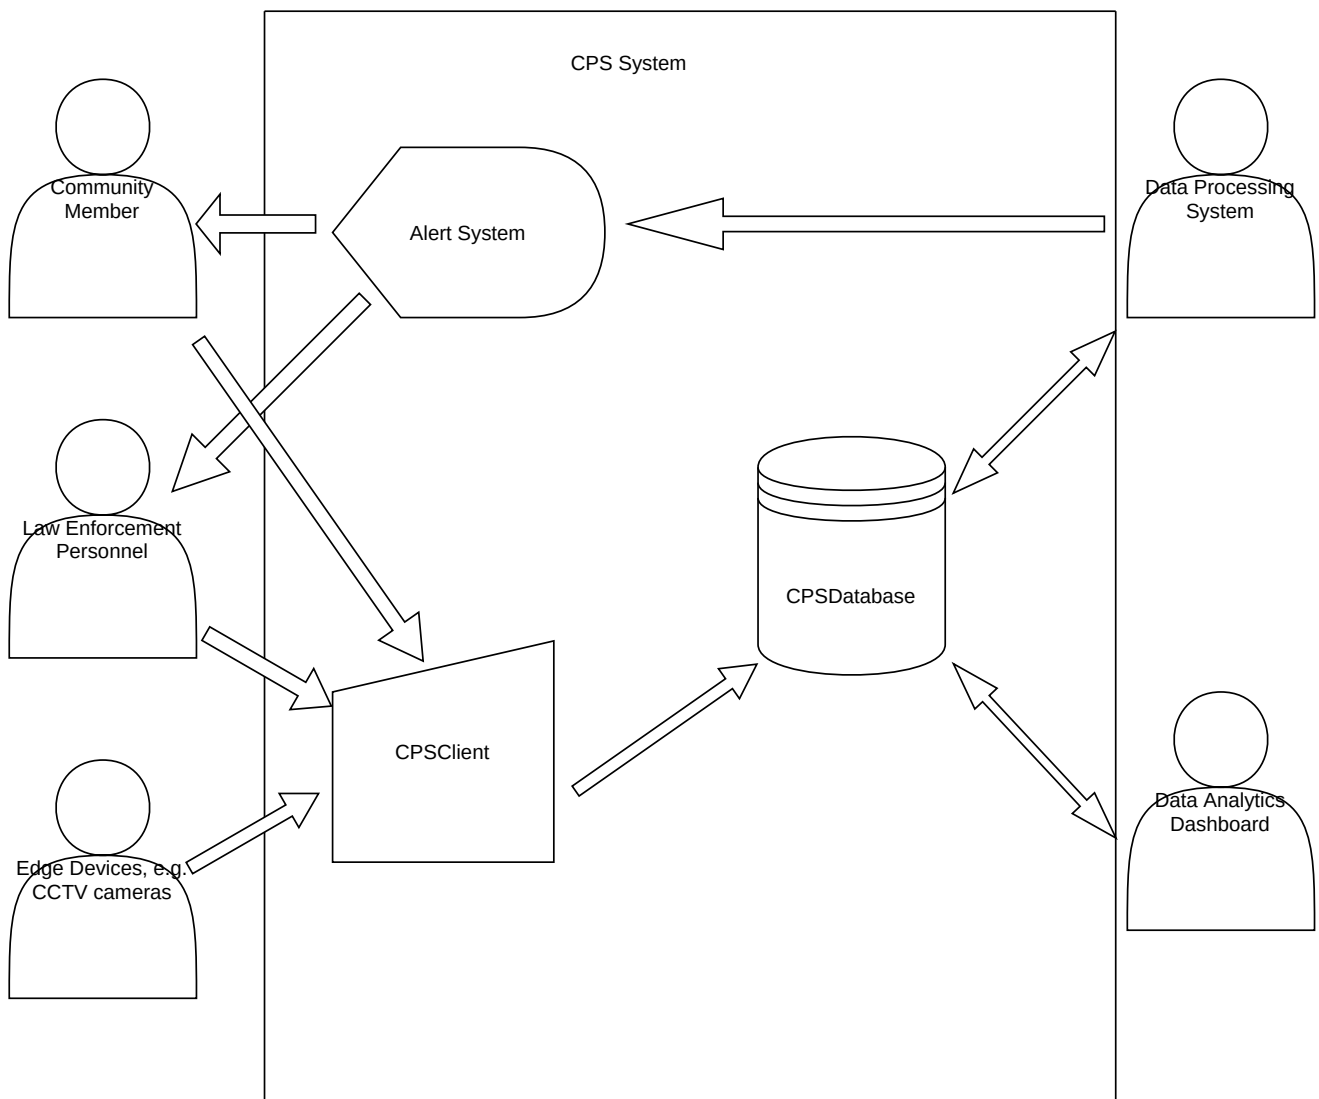 CPS System
Community
Member
Alert System
Data Processing
System
Law Enforcement
Personnel
CPSDatabase
CPSClient
Data Analytics
Dashboard
Edge Devices, e.g.
CCTV cameras